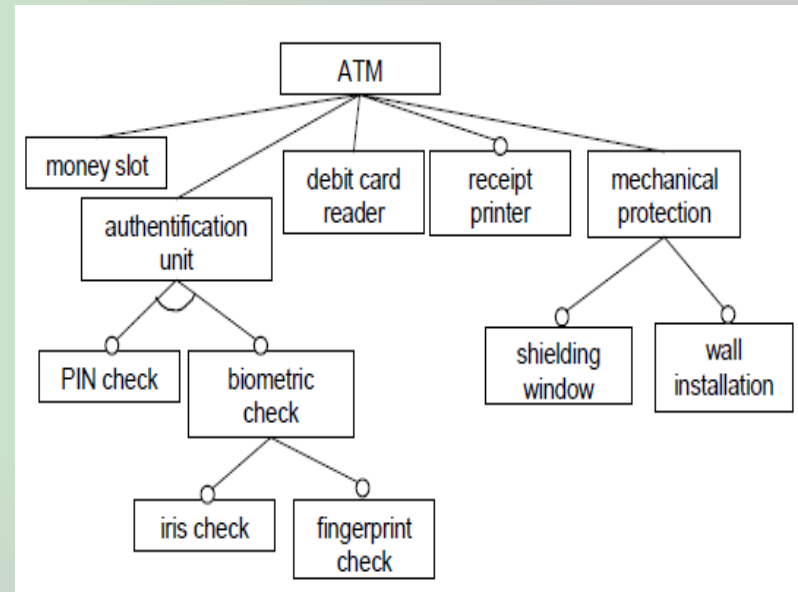 ATM
money slot
authentification
unit
debit card
reader
receipt
printer
mechanical
protection
PIN check
biometric
check
shielding
window
wall
installation
iris check
fingerprint
check